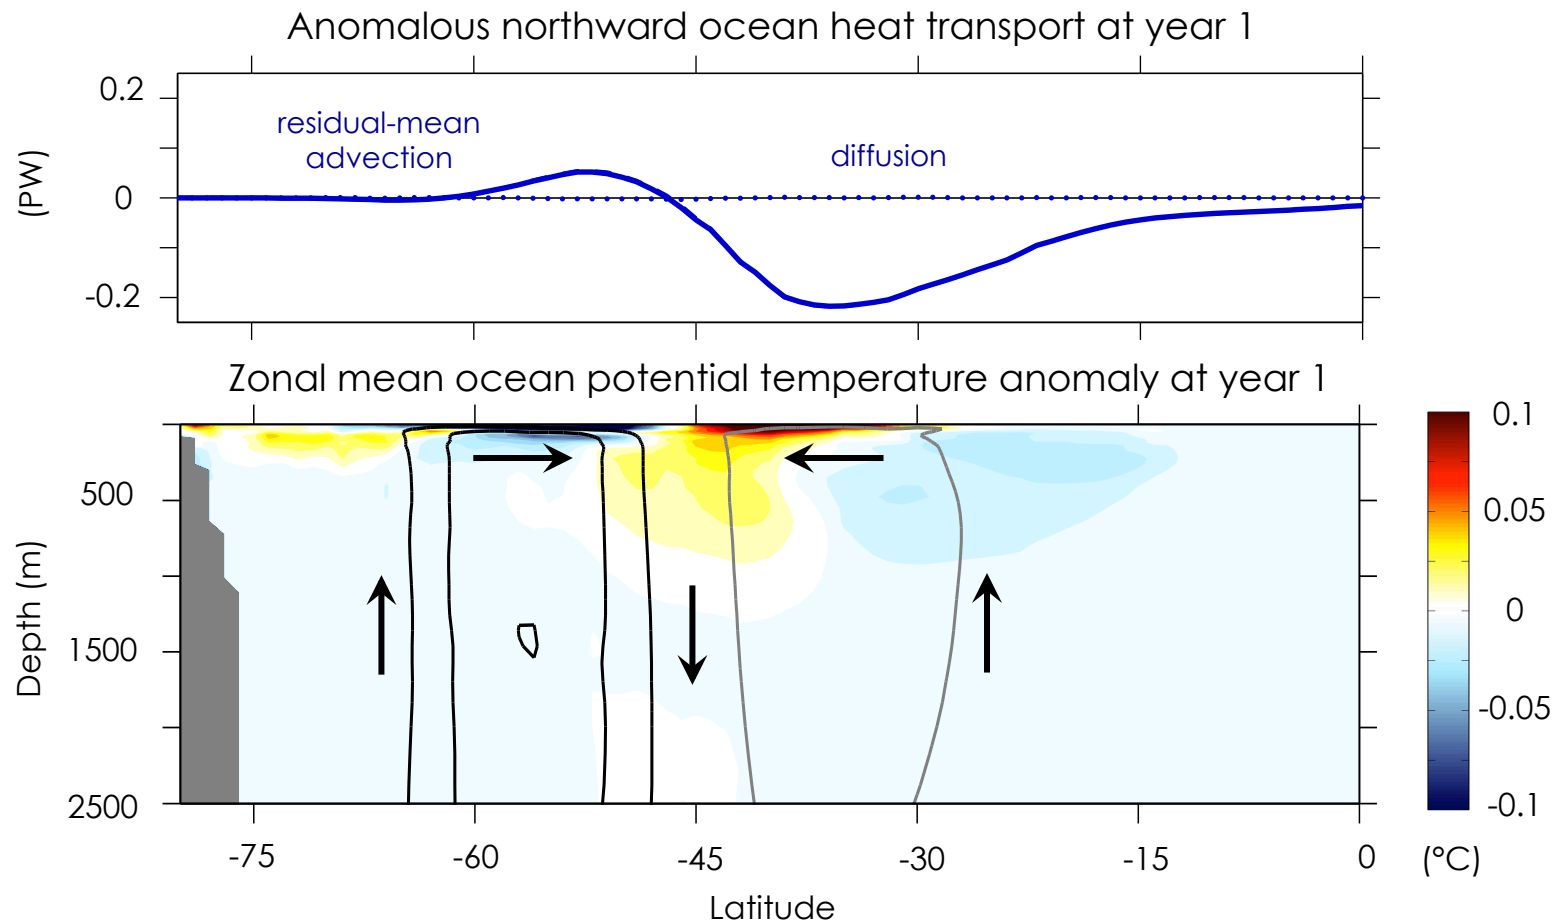 Anomalous northward ocean heat transport at year 1
0.2
residual-mean
advection
diffusion
(PW)
0
-0.2
Zonal mean ocean potential temperature anomaly at year 1
0.1
500
0.05
Depth (m)
0
1500
-0.05
2500
-0.1
-75
-60
-45
-30
-15
0
(°C)
Latitude